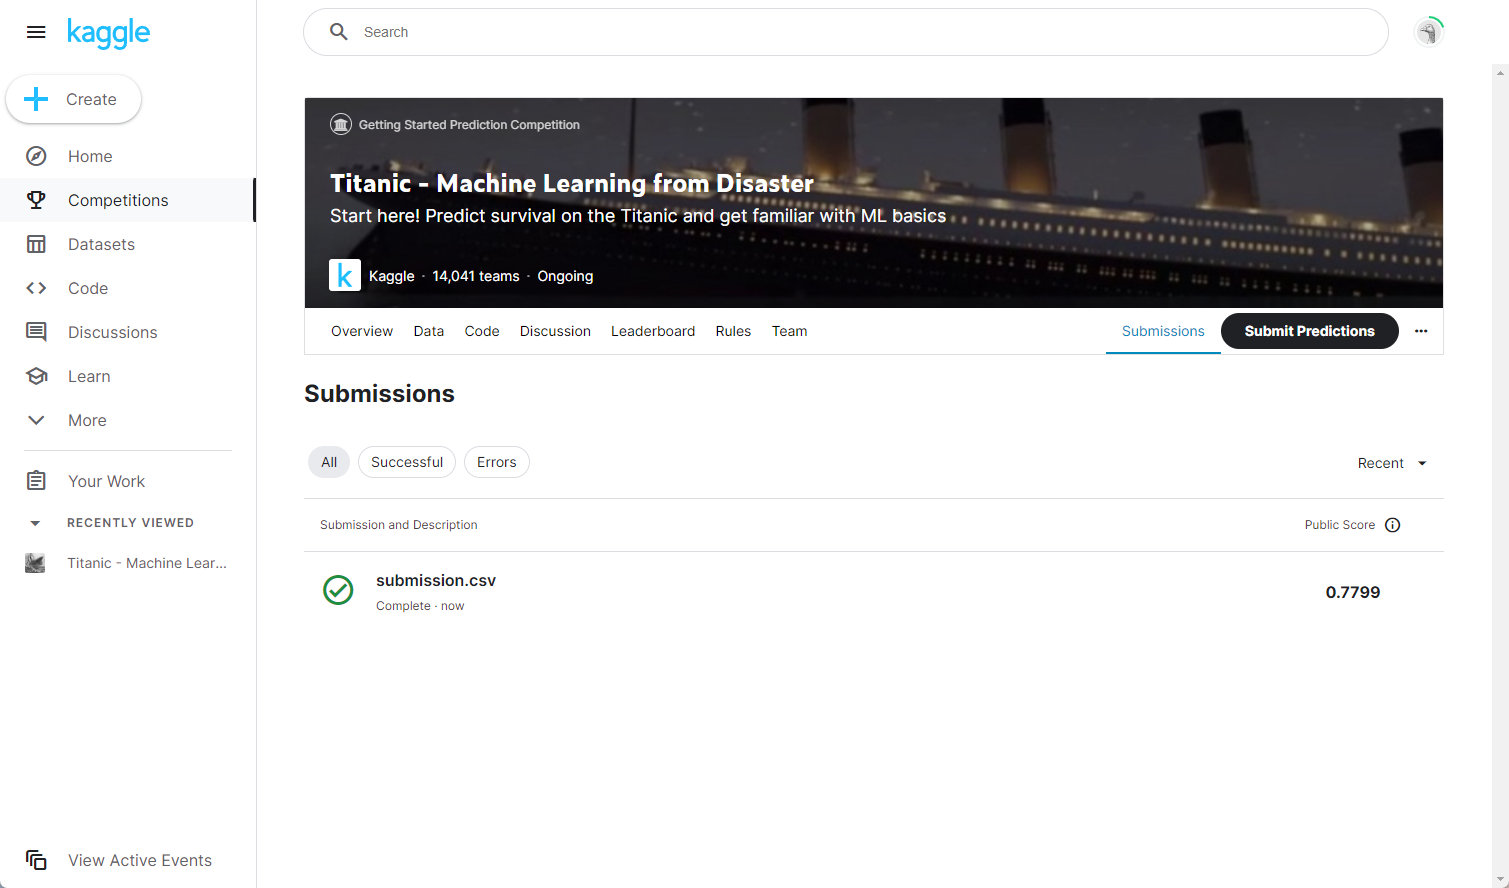 kaggle
Search
Create
Home
Competitions
Datasets
Code
Discussions
Learn
More
Your Work
RECENTLY VIEWED
Titanic - Machine Lear...
View Active Events
Getting Started Prediction Competition
Titanic - Machine Learning from Disaster
Start here! Predict survival on the Titanic and get familiar with ML basics
k Kaggle · 14,041 teams · Ongoing
Overview Data Code Discussion Leaderboard Rules Team Submissions Submit Predictions ···
Submissions
All Successful Errors Recent
Submission and Description Public Score
submission.csv 0.7799
Complete · now